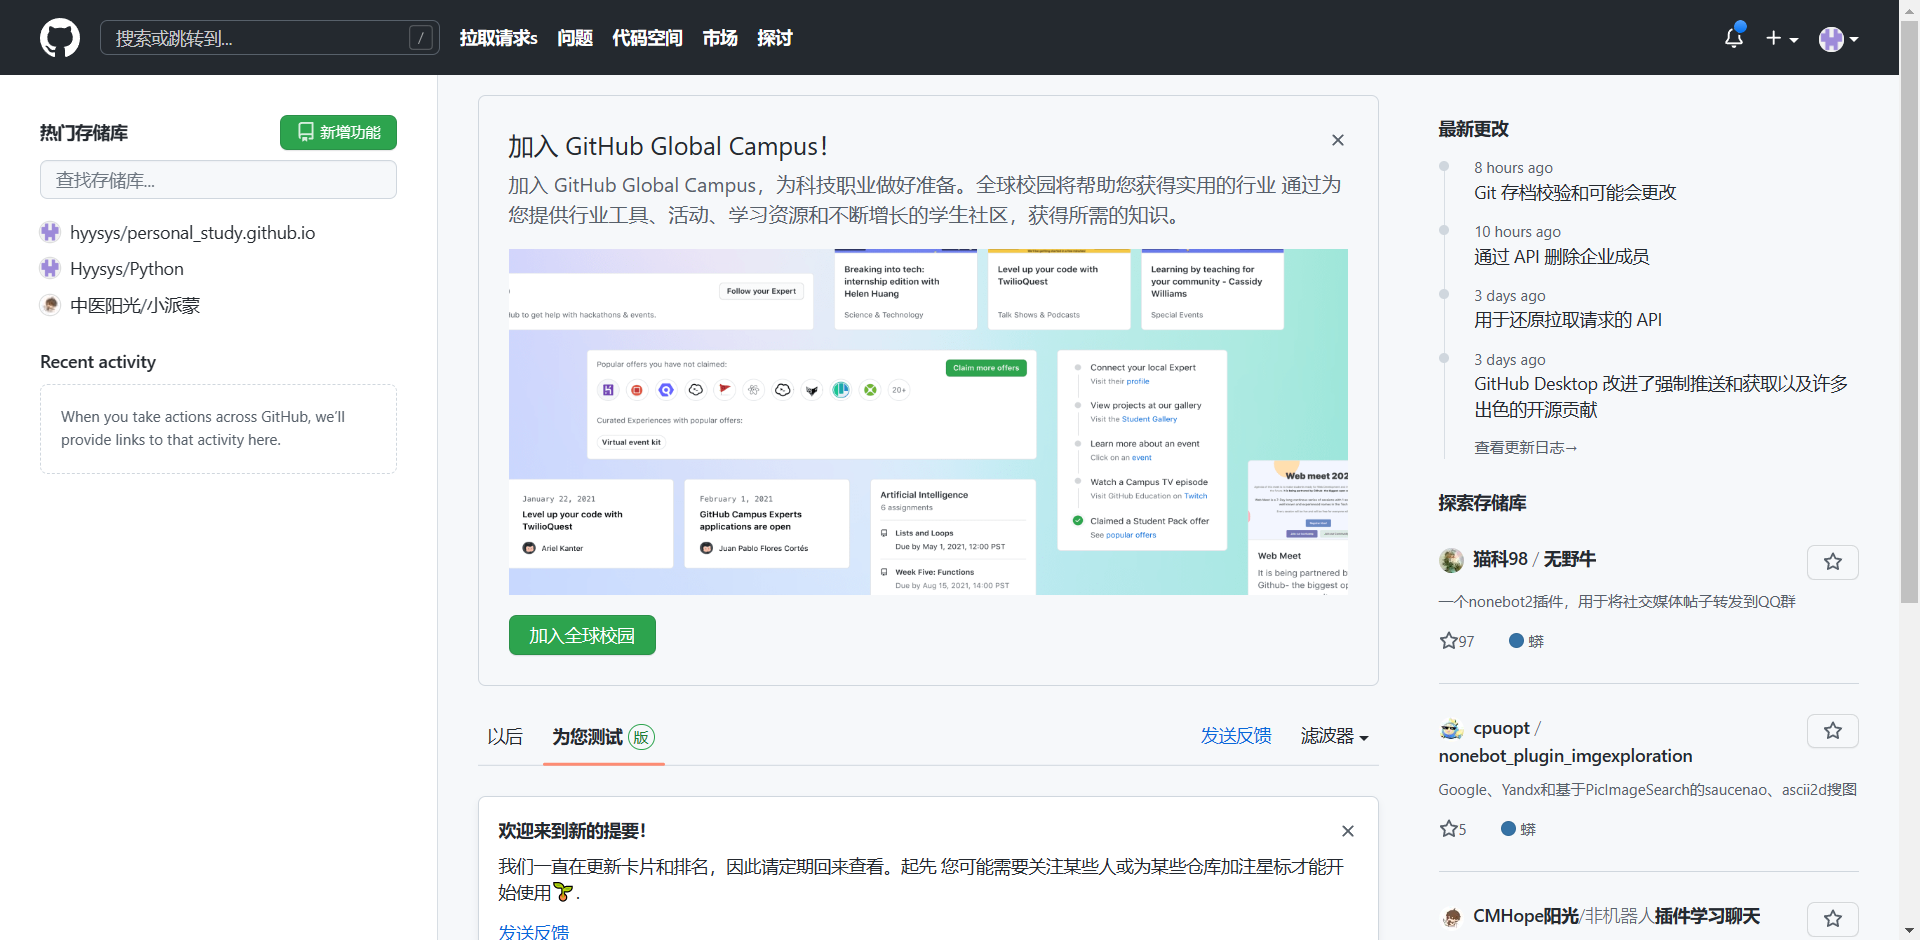 搜索或跳转到...
/
拉取请求s 问题 代码空间 市场 探讨
热门存储库
新增功能
查找存储库...
hyysys/personal_study.github.io
Hyysys/Python
中医阳光/小派蒙
Recent activity
When you take actions across GitHub, we'll
provide links to that activity here.
加入 GitHub Global Campus！
加入 GitHub Global Campus，为科技职业做好准备。全球校园将帮助您获得实用的行业 通过为
您提供行业工具、活动、学习资源和不断增长的学生社区，获得所需的知识。
Follow your Expert
ub to get help with hackathons & events.
Breaking into tech:
internship edition with
Helen Huang
Science & Technology
Level up your code with
TwilioQuest
Talk Shows & Podcasts
Learning by teaching for
your community - Cassidy
Williams
Special Events
Popular offers you have not claimed:
Claim more offers
20+
Curated Experiences with popular offers:
Virtual event kit
Connect your local Expert
Visit their profile
View projects at our gallery
Visit the Student Gallery
Learn more about an event
Click on an event
Watch a Campus TV episode
Visit GitHub Education on Twitch
Claimed a Student Pack offer
See popular offers
January 22, 2021
Level up your code with
TwilioQuest
Ariel Kanter
February 1, 2021
GitHub Campus Experts
applications are open
Juan Pablo Flores Cortés
Artificial Intelligence
6 assignments
Lists and Loops
Due by May 1, 2021, 12:00 PST
Week Five: Functions
Due by Aug 15, 2021, 14:00 PST
Web meet 202
Web Meet
It is being partnered b
Github- the biggest op
加入全球校园
以后
为您测试 版
发送反馈
滤波器
欢迎来到新的提要！
我们一直在更新卡片和排名，因此请定期回来查看。起先 您可能需要关注某些人或为某些仓库加注星标才能开
始使用 .
发送反馈
最新更改
8 hours ago
Git 存档校验和可能会更改
10 hours ago
通过 API 删除企业成员
3 days ago
用于还原拉取请求的 API
3 days ago
GitHub Desktop 改进了强制推送和获取以及许多
出色的开源贡献
查看更新日志→
探索存储库
猫科98 / 无野牛
一个nonebot2插件，用于将社交媒体帖子转发到QQ群
97 蟒
cpuopt /
nonebot_plugin_imgexploration
Google、Yandx和基于PicImageSearch的saucenao、ascii2d搜图
5 蟒
CMHope阳光/非机器人插件学习聊天